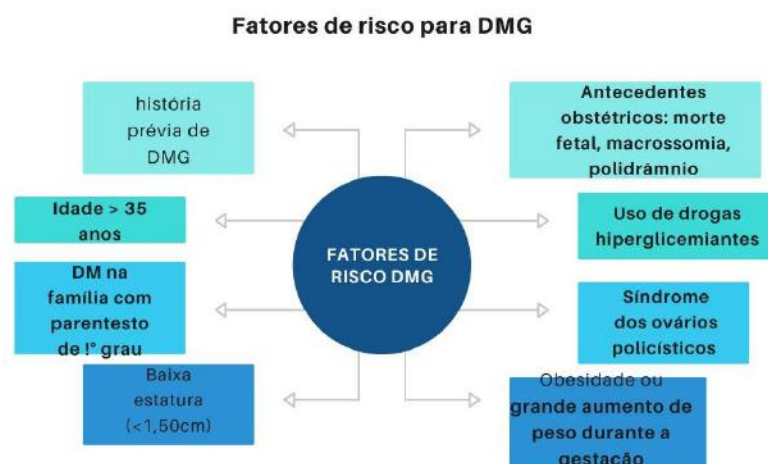 Fatores de risco para DMG
história
prévia de
DMG
Antecedentes
obstétricos: morte
fetal, macrossomia,
polidrâmnio
Idade > 35
anos
Uso de drogas
hiperglicemiantes
FATORES DE
RISCO DMG
DM na
família com
parentesto
de !° grau
Síndrome
dos ovários
policísticos
Baixa
estatura
(<1,50cm)
Obesidade ou
grande aumento de
peso durante a
gestação